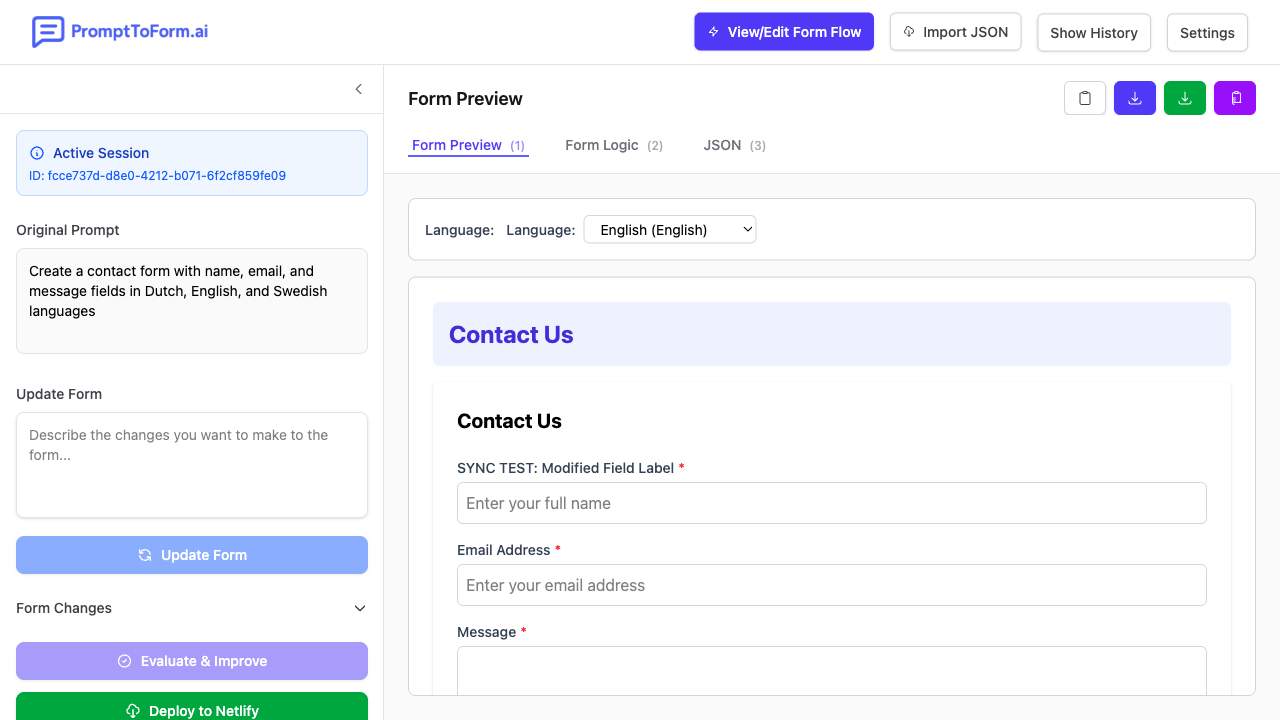 PromptToForm.ai
View/Edit Form Flow
Import JSON
Show History
Settings
Active Session
ID: fcce737d-d8e0-4212-b071-6f2cf859fe09
Original Prompt
Create a contact form with name, email, and
message fields in Dutch, English, and Swedish
languages
Update Form
Describe the changes you want to make to the
form...
Update Form
Form Changes
Evaluate & Improve
Deploy to Netlify
Form Preview
Form Preview (1)
Form Logic (2)
JSON (3)
Language: Language: English (English)
Contact Us
Contact Us
SYNC TEST: Modified Field Label *
Enter your full name
Email Address *
Enter your email address
Message *